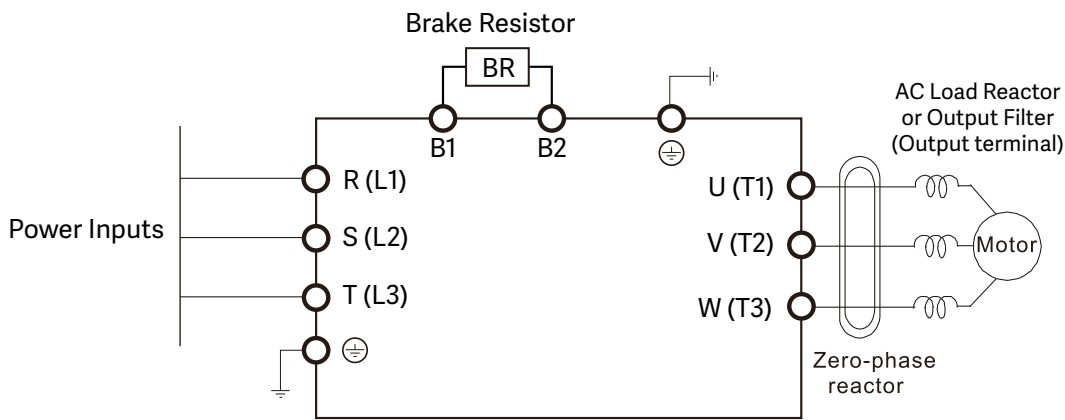 Brake Resistor
BR
B1
B2
AC Load Reactor
or Output Filter
(Output terminal)
Power Inputs
R (L1)
S (L2)
T (L3)
U (T1)
V (T2)
W (T3)
Motor
Zero-phase
reactor